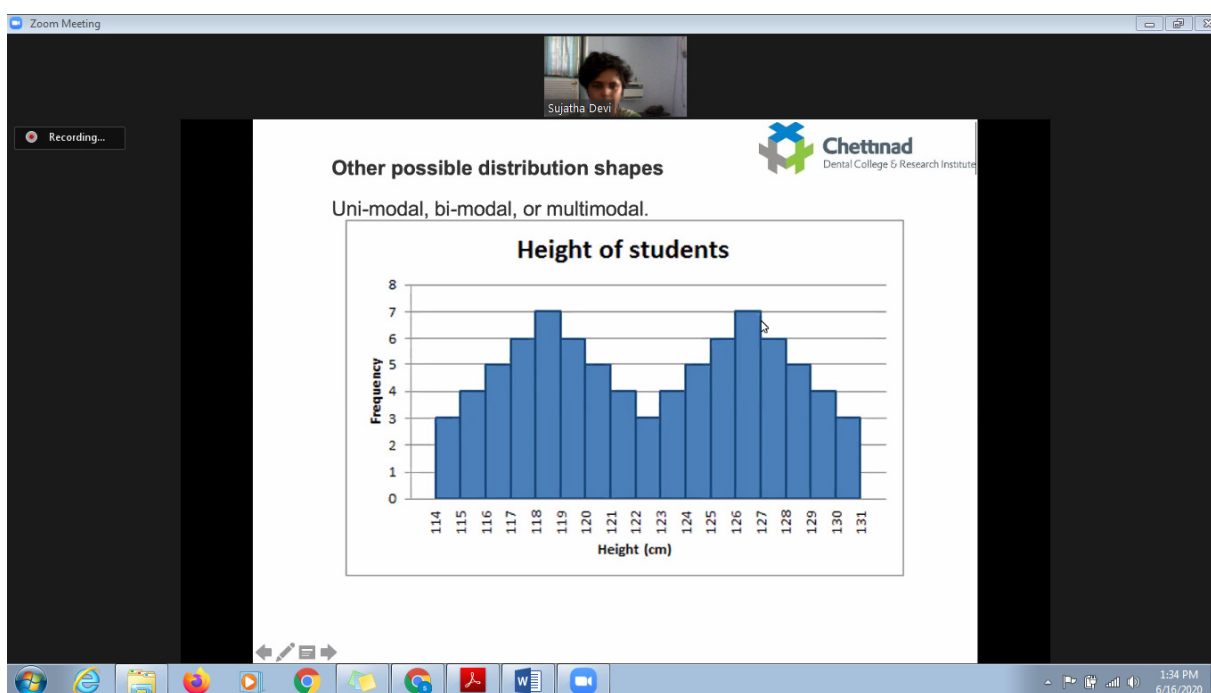 Zoom Meeting
Sujatha Devi
Recording...
Chettinad
Dental College & Research Institute
Other possible distribution shapes
Uni-modal, bi-modal, or multimodal.
Height of students
8
7
6
5
4
3
2
1
0
Frequency
114
115
116
117
118
119
120
121
122
123
124
125
126
127
128
129
130
131
Height (cm)
1:34 PM
6/16/2020